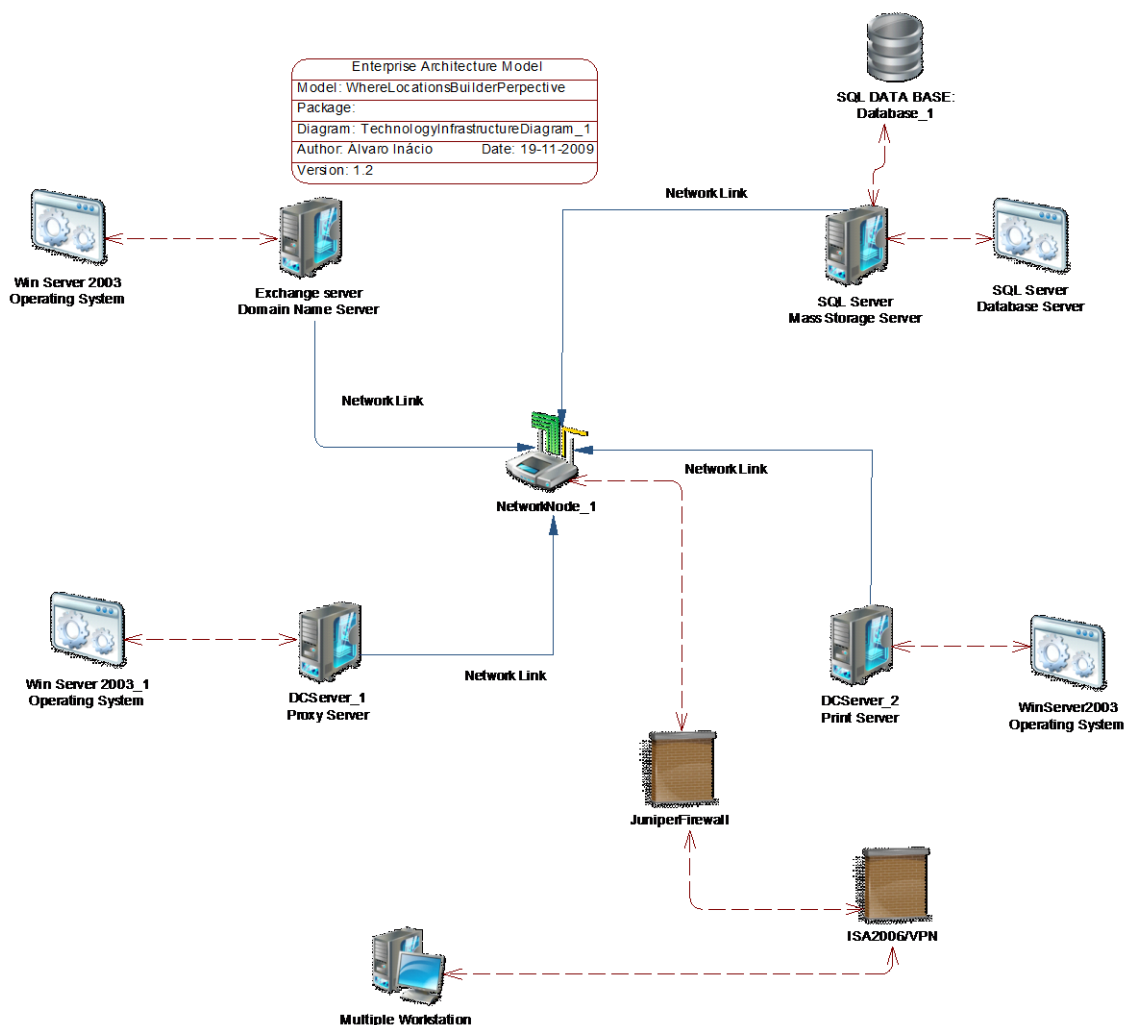 Enterprise Architecture Model
Model: WhereLocationsBuilderPerpective
Package:
Diagram: TechnologyInfrastructureDiagram_1
Author: Álvaro Inácio Date: 19-11-2009
Version: 1.2
SQL DATA BASE:
Database_1
Network Link
Win Server 2003
Operating System
Exchange server
Domain Name Server
SQL Server
Mass Storage Server
SQL Server
Database Server
Network Link
Network Link
NetworkNode_1
Win Server 2003_1
Operating System
DCServer_1
Proxy Server
Network Link
DCServer_2
Print Server
WinServer2003
Operating System
JuniperFirewall
ISA2006/VPN
Multiple Workstation